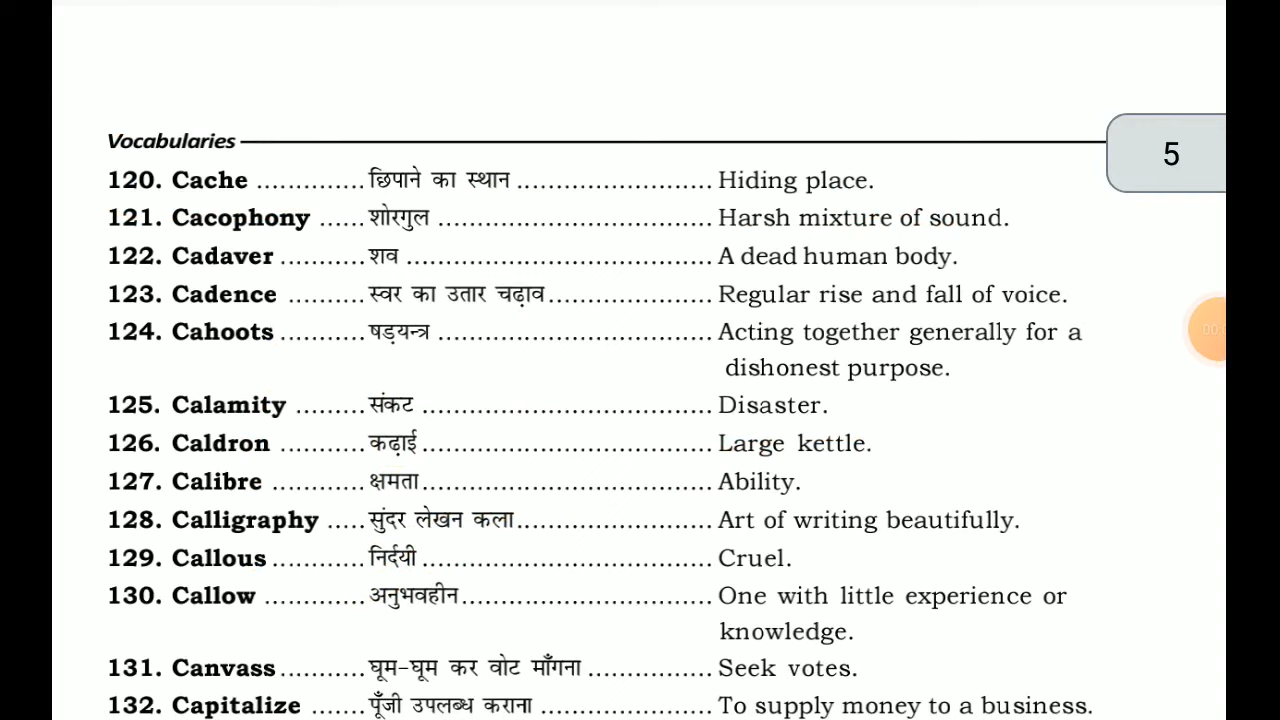 Vocabularies
5
120. Cache .............. छिपाने का स्थान ......................... Hiding place.
121. Cacophony ...... शोरगुल ................................... Harsh mixture of sound.
122. Cadaver ........... शव ....................................... A dead human body.
123. Cadence .......... स्वर का उतार चढ़ाव..................... Regular rise and fall of voice.
124. Cahoots ........... षड़यन्त्र ................................... Acting together generally for a
dishonest purpose.
125. Calamity ......... संकट ..................................... Disaster.
126. Caldron ........... कढ़ाई ..................................... Large kettle.
127. Calibre ............ क्षमता..................................... Ability.
128. Calligraphy ..... सुंदर लेखन कला......................... Art of writing beautifully.
129. Callous ............ निर्दयी ..................................... Cruel.
130. Callow ............. अनुभवहीन................................ One with little experience or
knowledge.
131. Canvass ........... घूम-घूम कर वोट माँगना ................ Seek votes.
132. Capitalize ....... पूँजी उपलब्ध कराना ...................... To supply money to a business.